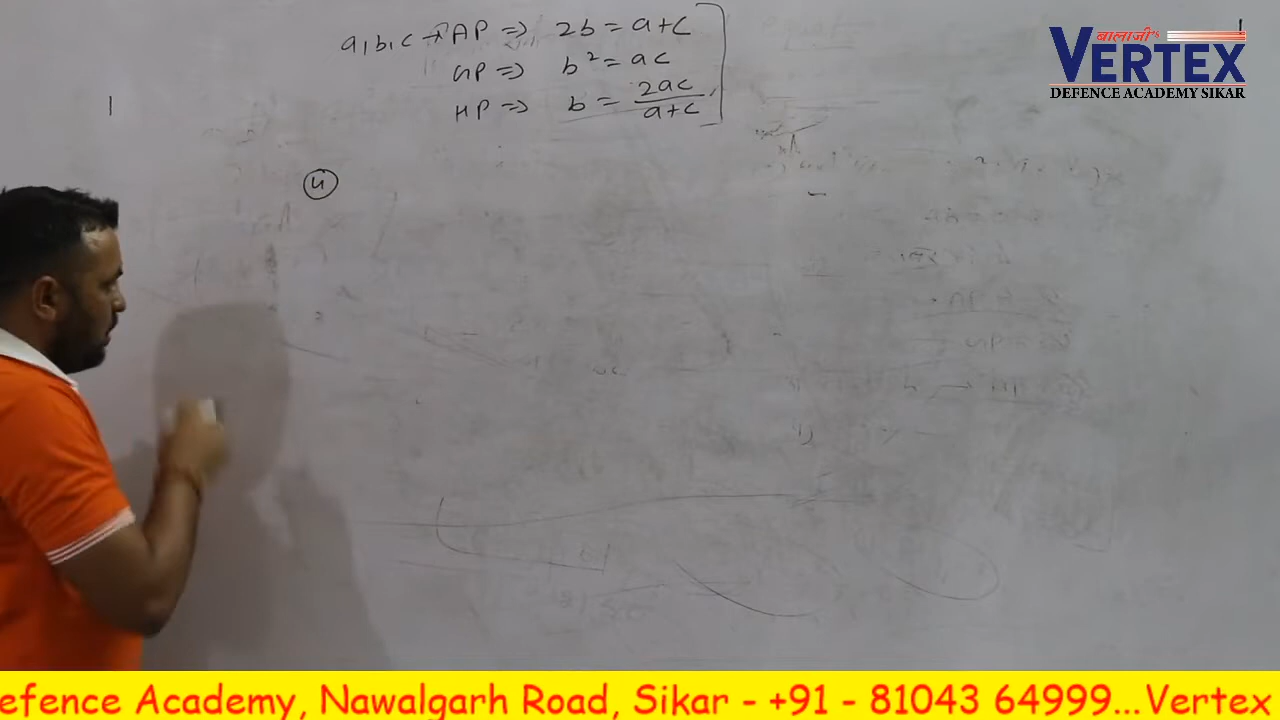 a, b, c → AP ⇒ 2b = a+c
GP ⇒ b² = ac
HP ⇒ b = 2ac/a+c
4
बालाजी's
VERTEX
DEFENCE ACADEMY SIKAR
efence Academy, Nawalgarh Road, Sikar - +91 - 81043 64999...Vertex